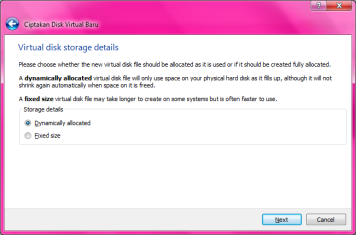 Ciptakan Disk Virtual Baru
Virtual disk storage details
Please choose whether the new virtual disk file should be allocated as it is used or if it should be created fully allocated.
A dynamically allocated virtual disk file will only use space on your physical hard disk as it fills up, although it will not
shrink again automatically when space on it is freed.
A fixed size virtual disk file may take longer to create on some systems but is often faster to use.
Storage details
Dynamically allocated
Fixed size
Next Cancel